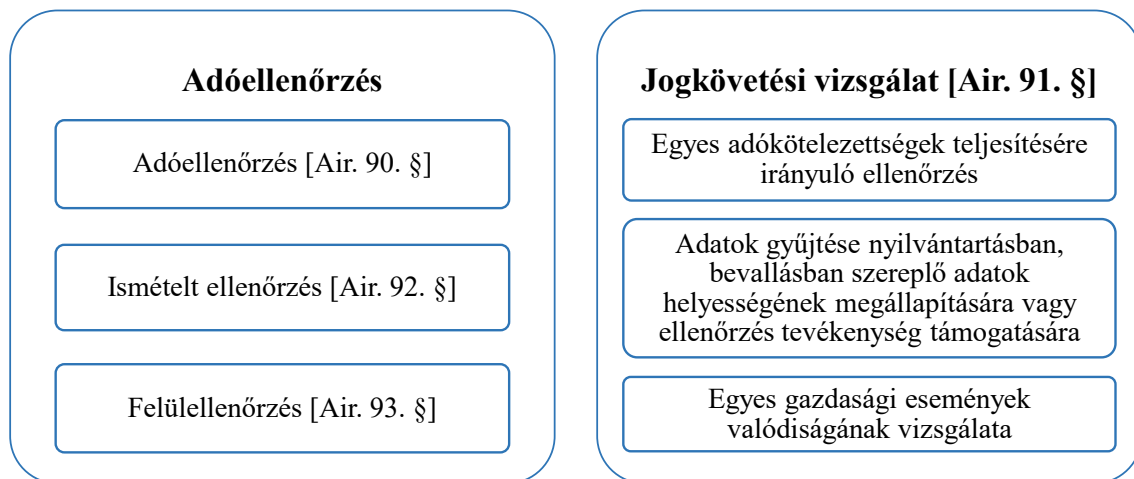 Adóellenőrzés
Adóellenőrzés [Air. 90. §]
Ismételt ellenőrzés [Air. 92. §]
Felülellenőrzés [Air. 93. §]
Jogkövetési vizsgálat [Air. 91. §]
Egyes adókötelezettségek teljesítésére
irányuló ellenőrzés
Adatok gyűjtése nyilvántartásban,
bevallásban szereplő adatok
helyességének megállapítására vagy
ellenőrzés tevékenység támogatására
Egyes gazdasági események
valódiságának vizsgálata